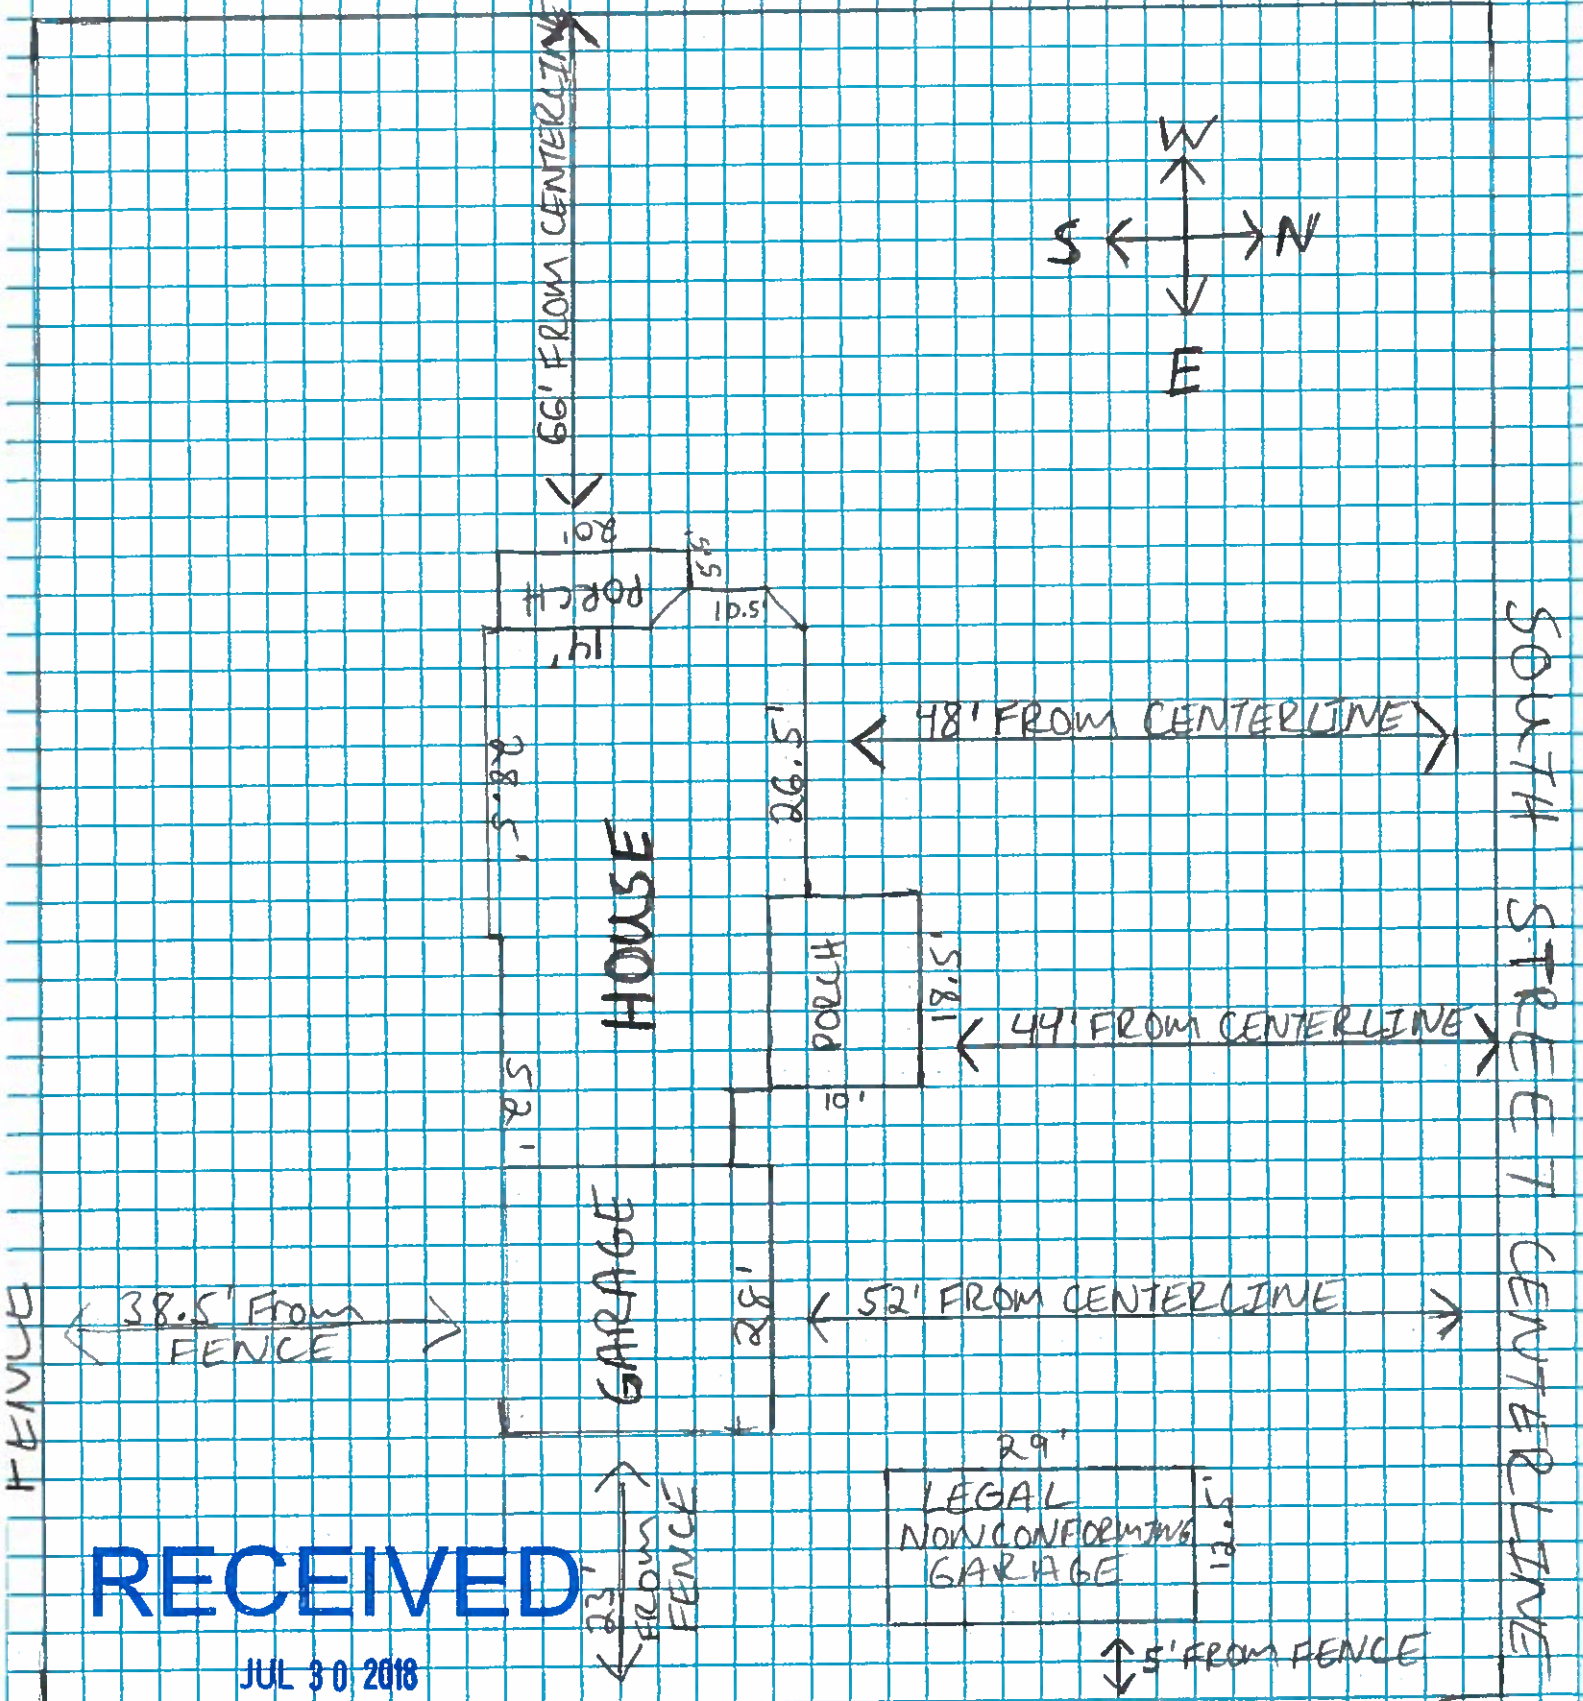 66' FROM CENTERLINE
W
S
N
E
20'
PORCH
5.5'
10.5'
14'
28.5'
26.5'
48' FROM CENTERLINE
HOUSE
PORCH
18.5'
44' FROM CENTERLINE
10'
52'
SOUTH STREET CENTERLINE
GARAGE
28'
52' FROM CENTERLINE
FENCE
38.5' From
FENCE
29'
LEGAL
NONCONFORMING
GARAGE
23'
FROM
FENCE
5' FROM FENCE
RECEIVED
JUL 30 2018